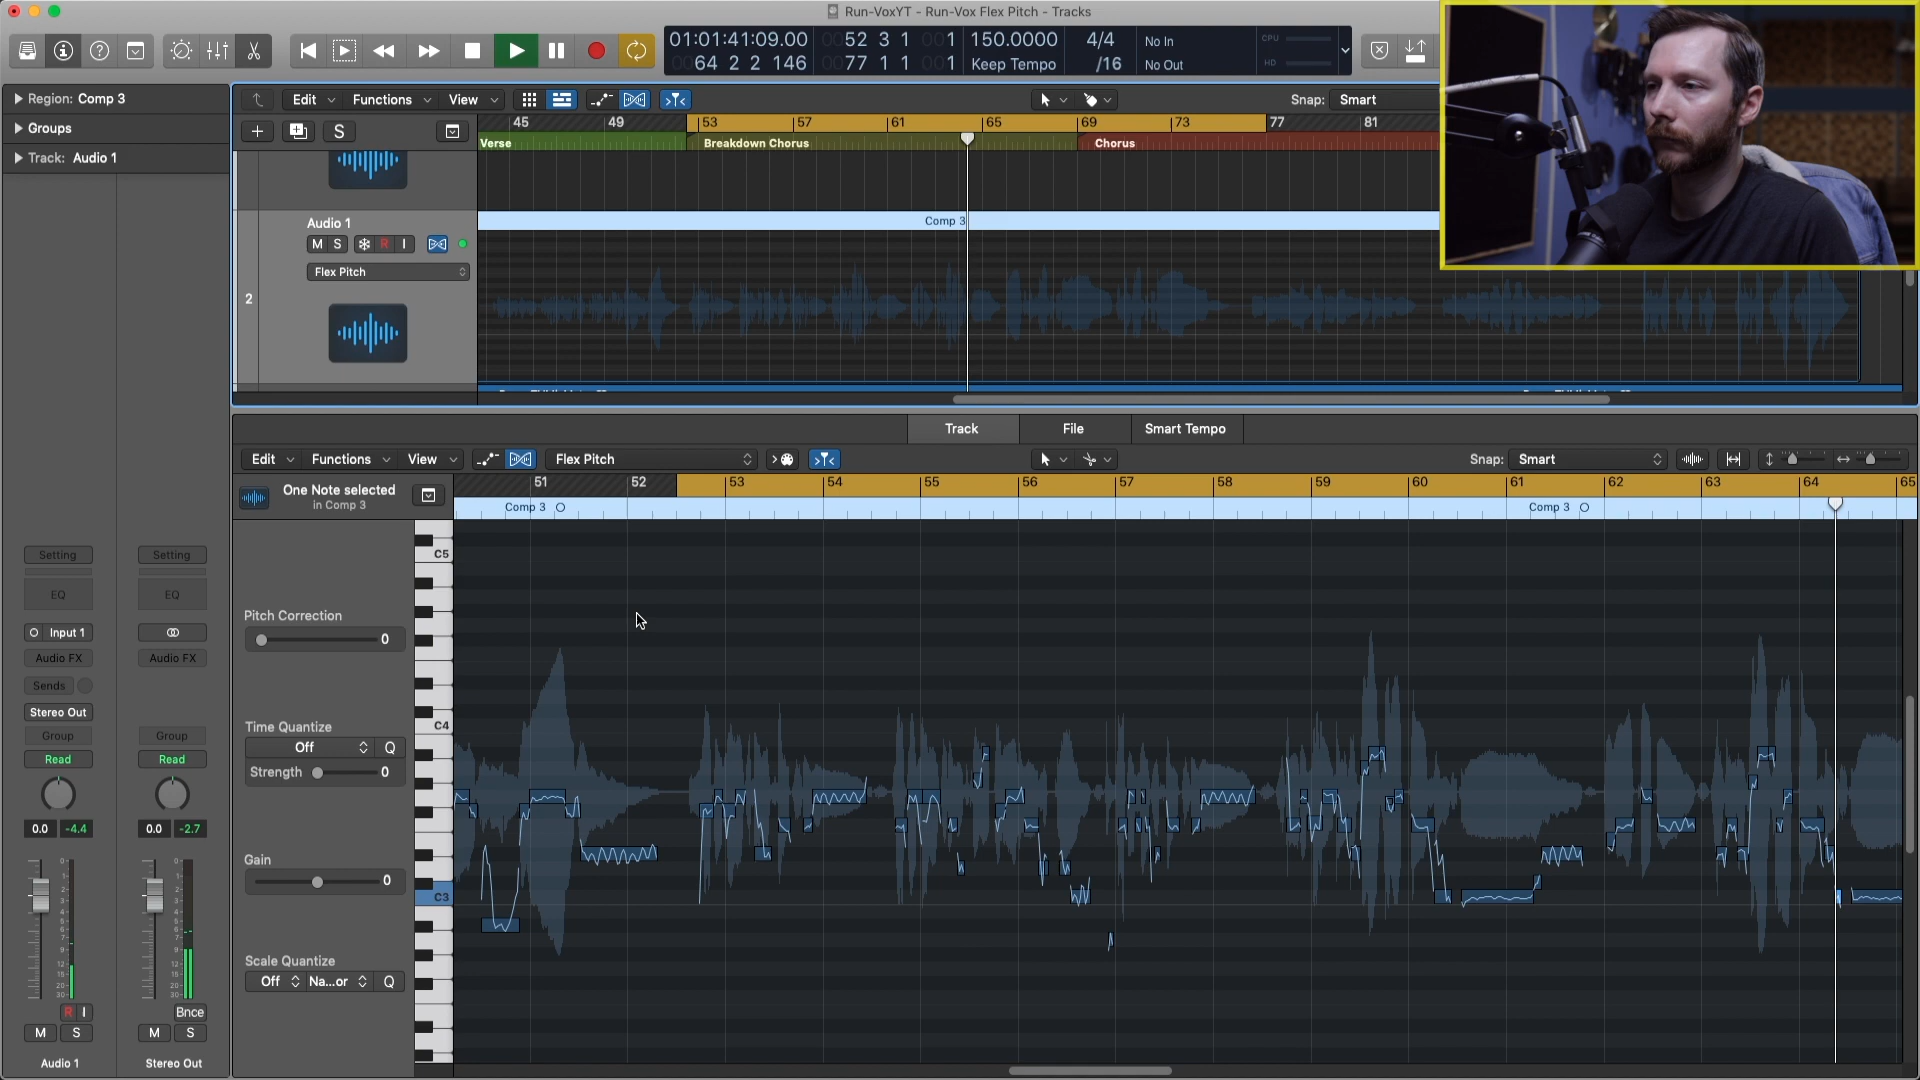 Run-VoxYT - Run-Vox Flex Pitch - Tracks
01:01:41:09.00
0052 3 1 001
150.0000
4/4
No In
CPU
0064 2 2 146
0077 1 1 001
Keep Tempo
/16
No Out
HD
Region: Comp 3
Groups
Track: Audio 1
Edit
Functions
View
Snap: Smart
S
45
49
53
57
61
65
69
73
77
81
Verse
Breakdown Chorus
Chorus
Audio 1
M S R I
Flex Pitch
2
Comp 3
Track
File
Smart Tempo
Edit
Functions
View
Flex Pitch
Snap: Smart
One Note selected
in Comp 3
51
52
53
54
55
56
57
58
59
60
61
62
63
64
65
Comp 3
Comp 3
C5
C4
C3
Pitch Correction
0
Time Quantize
Off
Q
Strength
0
Gain
0
Scale Quantize
Off
Na...or
Q
Setting
Setting
EQ
EQ
Input 1
Audio FX
Audio FX
Sends
Stereo Out
Group
Group
Read
Read
0.0
-4.4
0.0
-2.7
R I
Bnce
M S
M S
Audio 1
Stereo Out